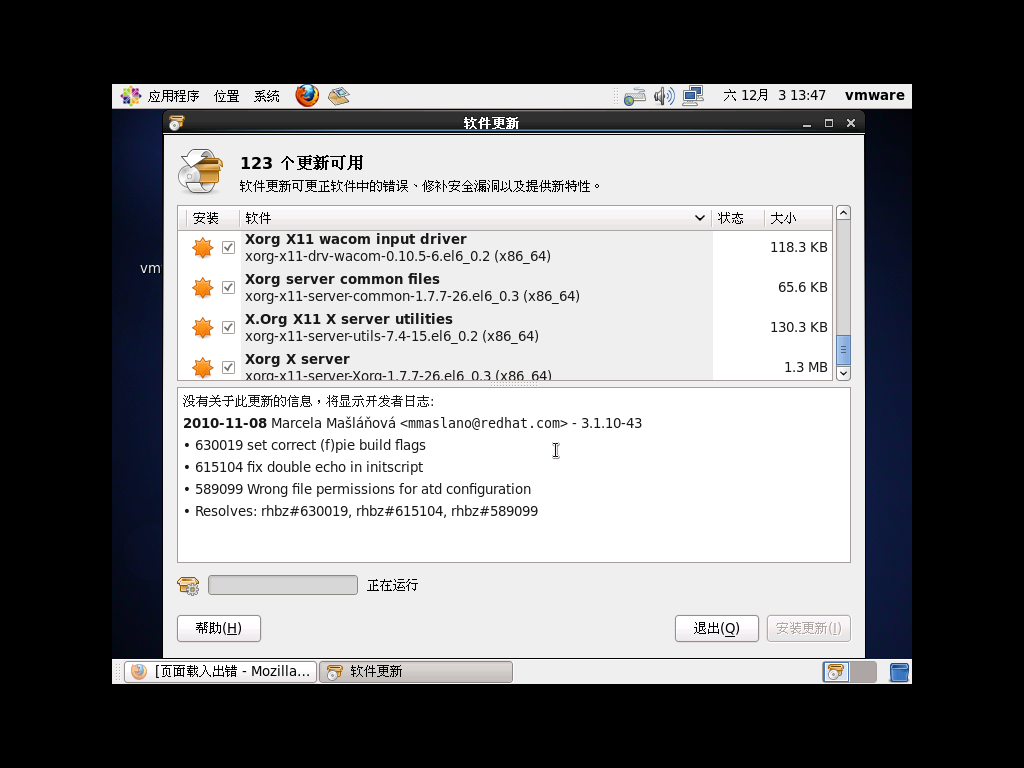 应用程序 位置 系统 六 12月 3 13:47 vmware
软件更新
123 个更新可用
软件更新可更正软件中的错误、修补安全漏洞以及提供新特性。
安装 软件 状态 大小
Xorg X11 wacom input driver
xorg-x11-drv-wacom-0.10.5-6.el6_0.2 (x86_64) 118.3 KB
Xorg server common files
xorg-x11-server-common-1.7.7-26.el6_0.3 (x86_64) 65.6 KB
X.Org X11 X server utilities
xorg-x11-server-utils-7.4-15.el6_0.2 (x86_64) 130.3 KB
Xorg X server
xorg-x11-server-Xorg-1.7.7-26.el6_0.3 (x86_64) 1.3 MB
vm
没有关于此更新的信息，将显示开发者日志:
2010-11-08 Marcela Mašláňová <mmaslano@redhat.com> - 3.1.10-43
• 630019 set correct (f)pie build flags
• 615104 fix double echo in initscript
• 589099 Wrong file permissions for atd configuration
• Resolves: rhbz#630019, rhbz#615104, rhbz#589099
正在运行
帮助(H) 退出(Q) 安装更新(I)
[页面载入出错 - Mozilla... 软件更新